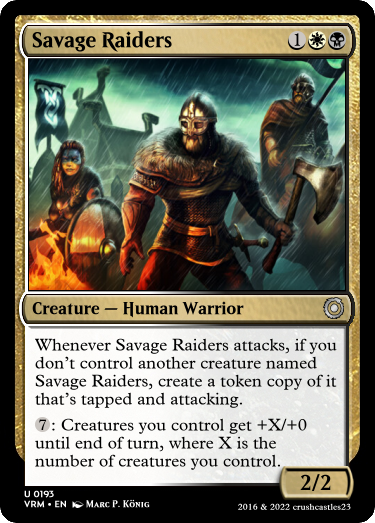 Savage Raiders 1
Creature — Human Warrior
Whenever Savage Raiders attacks, if you
don't control another creature named
Savage Raiders, create a token copy of it
that's tapped and attacking.
7: Creatures you control get +X/+0
until end of turn, where X is the
number of creatures you control.
2/2
U 0193
VRM • EN Marc P. König
2016 & 2022 crushcastles23